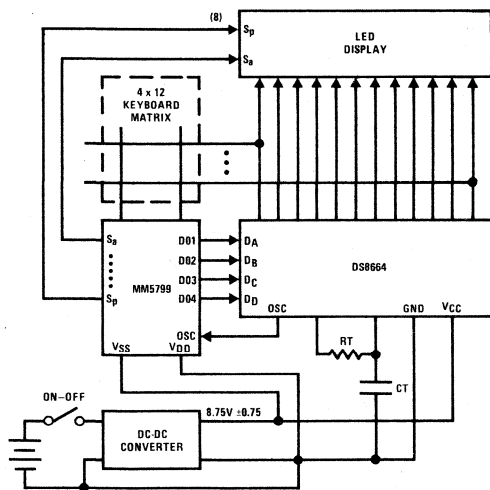 (8)
Sp
Sa
LED
DISPLAY
4 x 12
KEYBOARD
MATRIX
Sa
Sp
MM5799
DO1
DO2
DO3
DO4
OSC
VSS
VDD
DA
DB
DC
DD
DS8664
OSC
GND
VCC
RT
CT
ON–OFF
8.75V ±0.75
DC-DC
CONVERTER